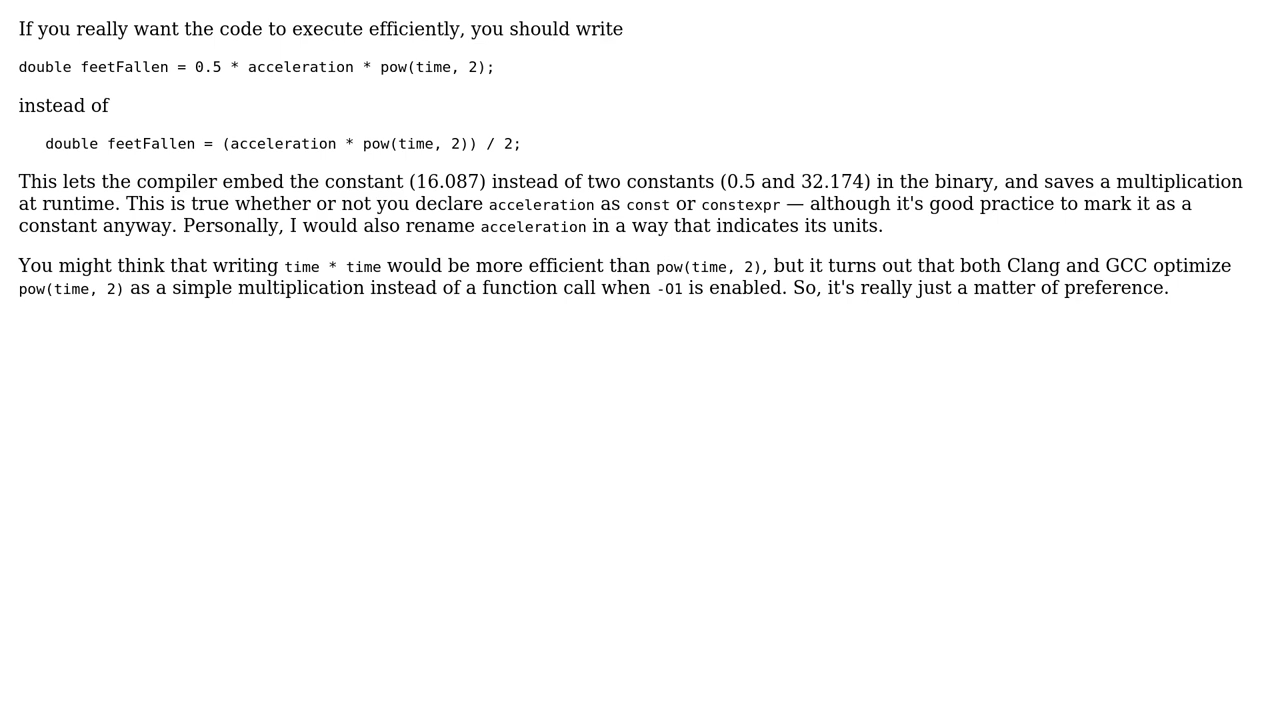 If you really want the code to execute efficiently, you should write
double feetFallen = 0.5 * acceleration * pow(time, 2);
instead of
double feetFallen = (acceleration * pow(time, 2)) / 2;
This lets the compiler embed the constant (16.087) instead of two constants (0.5 and 32.174) in the binary, and saves a multiplication
at runtime. This is true whether or not you declare acceleration as const or constexpr — although it's good practice to mark it as a
constant anyway. Personally, I would also rename acceleration in a way that indicates its units.
You might think that writing time * time would be more efficient than pow(time, 2), but it turns out that both Clang and GCC optimize
pow(time, 2) as a simple multiplication instead of a function call when -O1 is enabled. So, it's really just a matter of preference.